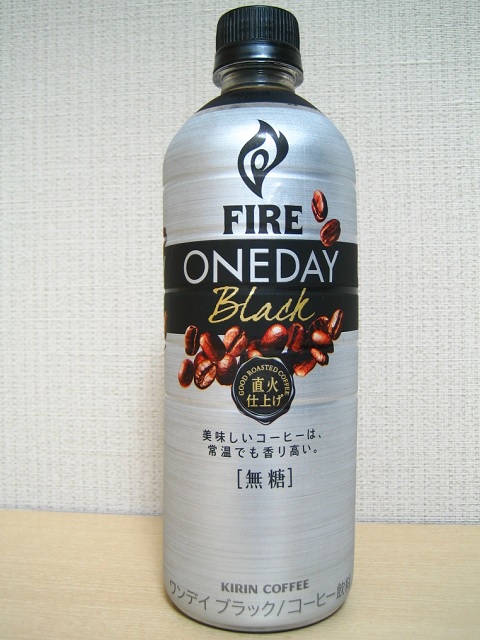 FIRE
ONEDAY
Black
GOOD ROASTED COFFEE
直火
仕上げ
美味しいコーヒーは、
常温でも香り高い。
[無糖]
KIRIN COFFEE
ワンデイ ブラック/コーヒー飲料